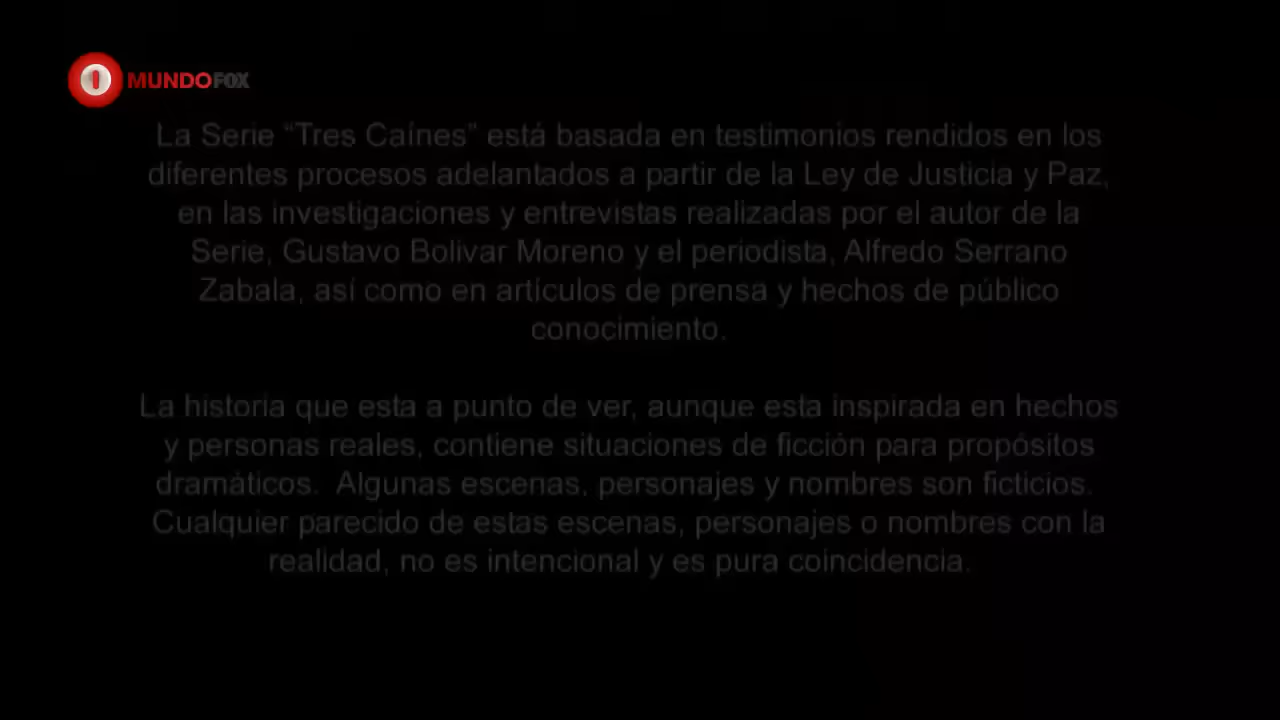 MUNDOFOX
La Serie “Tres Caínes” está basada en testimonios rendidos en los
diferentes procesos adelantados a partir de la Ley de Justicia y Paz,
en las investigaciones y entrevistas realizadas por el autor de la
Serie, Gustavo Bolivar Moreno y el periodista, Alfredo Serrano
Zabala, así como en artículos de prensa y hechos de público
conocimiento.
La historia que esta a punto de ver, aunque esta inspirada en hechos
y personas reales, contiene situaciones de ficción para propósitos
dramáticos. Algunas escenas, personajes y nombres son ficticios.
Cualquier parecido de estas escenas, personajes o nombres con la
realidad, no es intencional y es pura coincidencia.